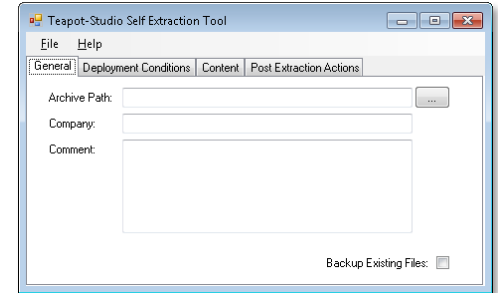 Teapot-Studio Self Extraction Tool
File Help
General Deployment Conditions Content Post Extraction Actions
Archive Path: ...
Company:
Comment:
Backup Existing Files: